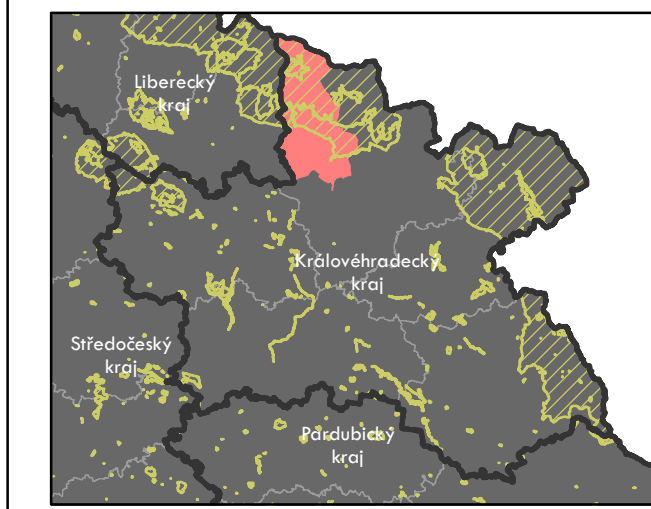 Liberecký
kraj
Královéhradecký
kraj
Středočeský
kraj
Pardubický
kraj